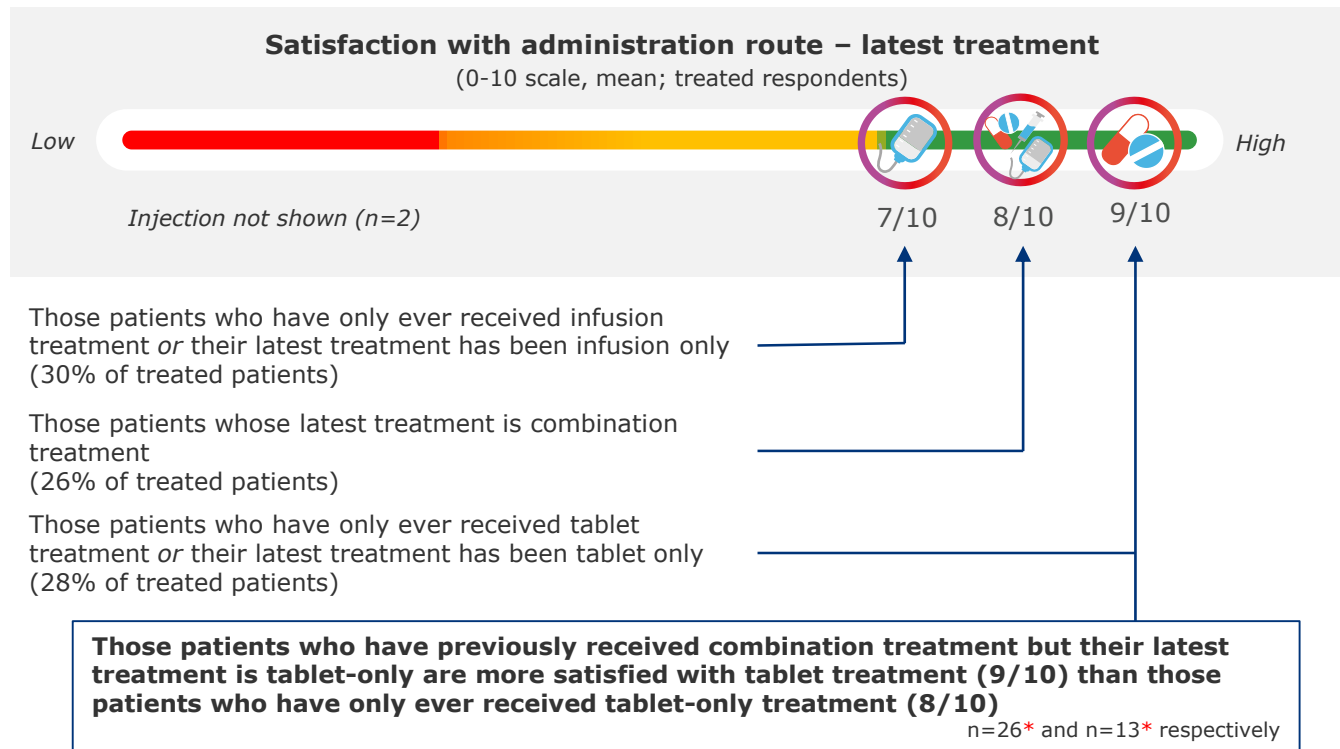 Satisfaction with administration route – latest treatment
(0-10 scale, mean; treated respondents)
Low
High
Injection not shown (n=2)
7/10
8/10
9/10
Those patients who have only ever received infusion
treatment or their latest treatment has been infusion only
(30% of treated patients)
Those patients whose latest treatment is combination
treatment
(26% of treated patients)
Those patients who have only ever received tablet
treatment or their latest treatment has been tablet only
(28% of treated patients)
Those patients who have previously received combination treatment but their latest
treatment is tablet-only are more satisfied with tablet treatment (9/10) than those
patients who have only ever received tablet-only treatment (8/10)
n=26* and n=13* respectively